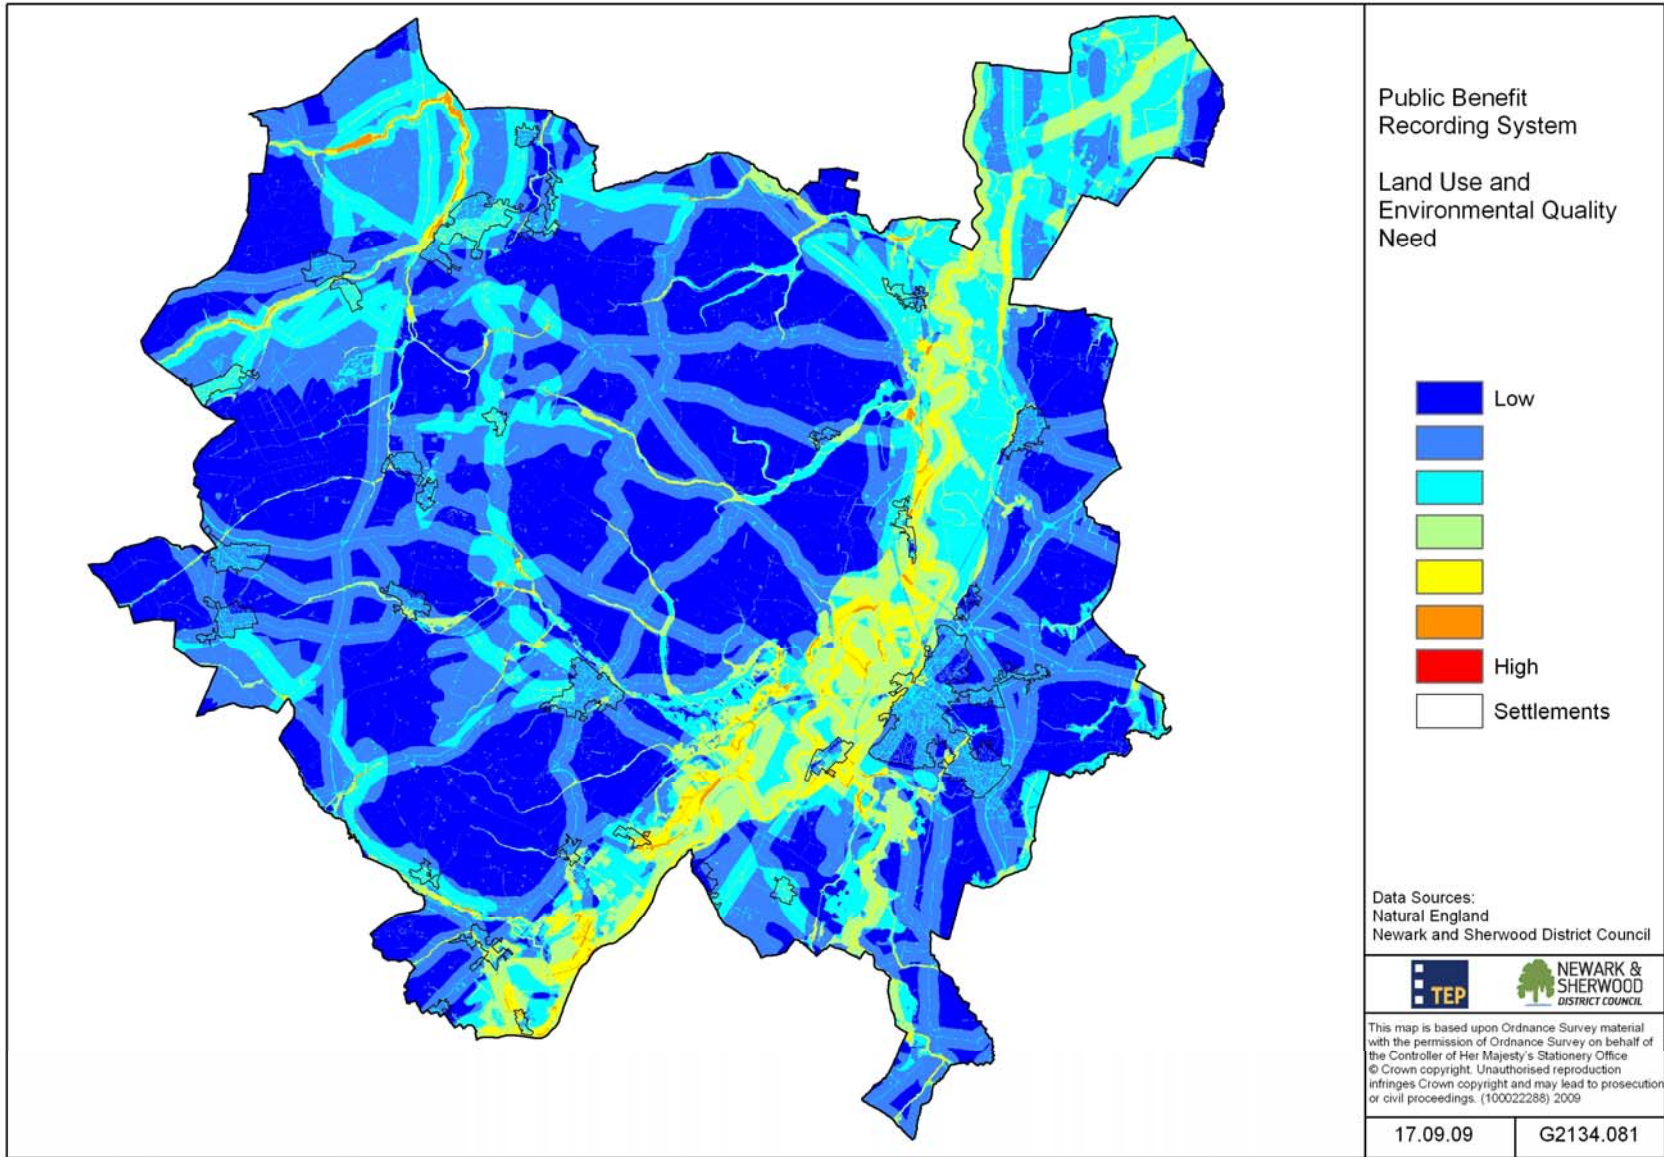 Public Benefit
Recording System
Land Use and
Environmental Quality
Need
Low
High
Settlements
Data Sources:
Natural England
Newark and Sherwood District Council
TEP
NEWARK &
SHERWOOD
DISTRICT COUNCIL
This map is based upon Ordnance Survey material
with the permission of Ordnance Survey on behalf of
the Controller of Her Majesty's Stationery Office
© Crown copyright. Unauthorised reproduction
infringes Crown copyright and may lead to prosecution
or civil proceedings. (100022288) 2009
17.09.09
G2134.081